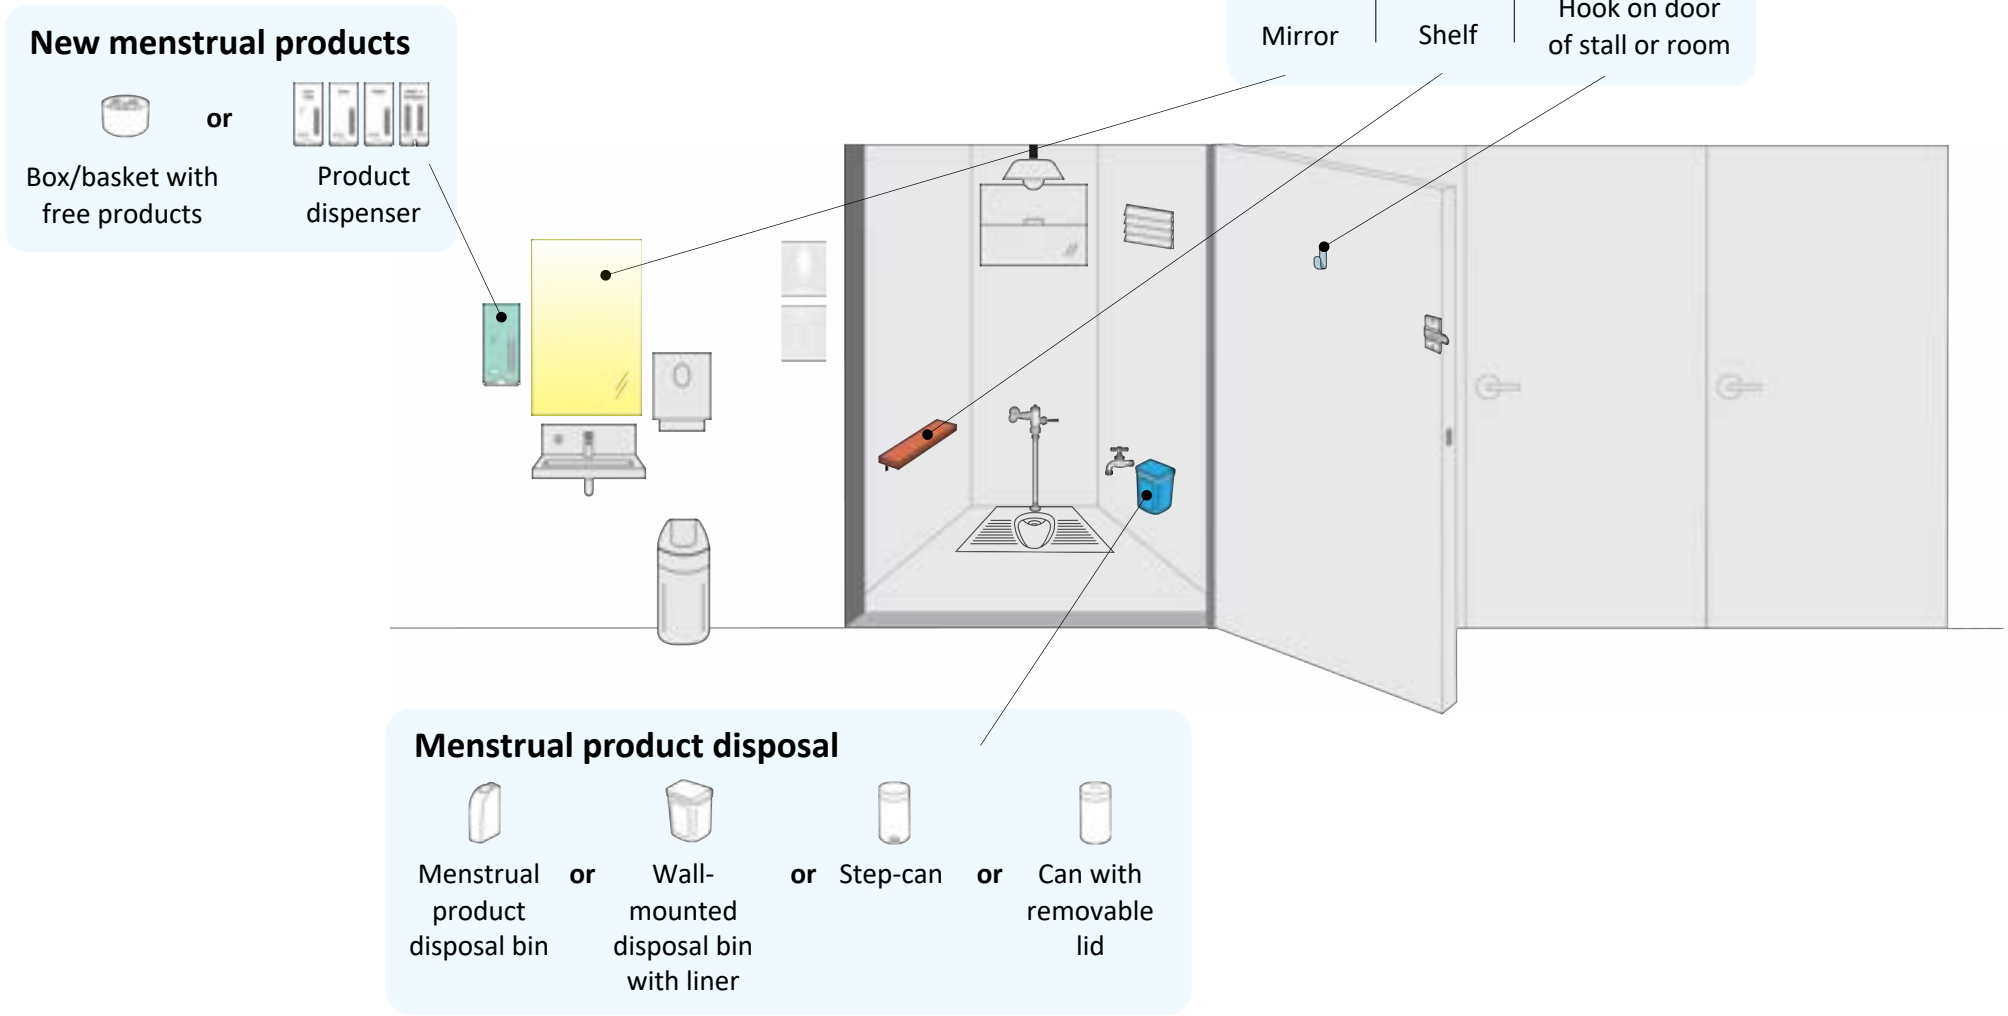 New menstrual products
or
Box/basket with
free products
Product
dispenser
Mirror
Shelf
Hook on door
of stall or room
Menstrual product disposal
Menstrual
product
disposal bin
or
Wall-
mounted
disposal bin
with liner
or
Step-can
or
Can with
removable
lid